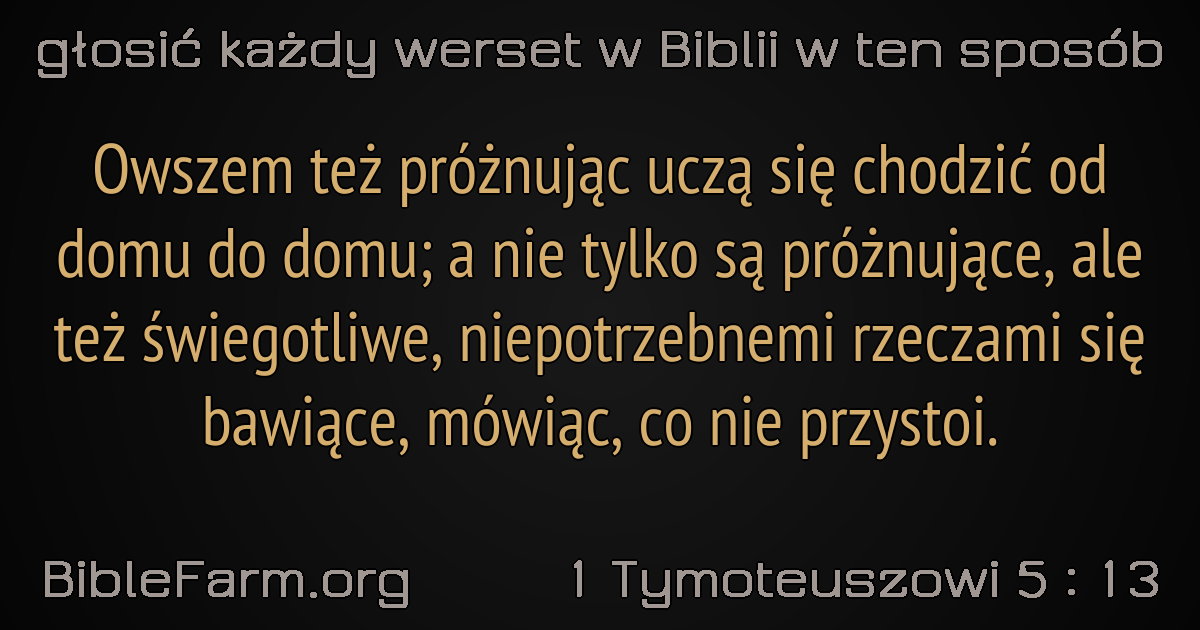 głosić każdy werset w Biblii w ten sposób
Owszem też próżnując uczą się chodzić od
domu do domu; a nie tylko są próżnujące, ale
też świegotliwe, niepotrzebnemi rzeczami się
bawiące, mówiąc, co nie przystoi.
BibleFarm.org
1 Tymoteuszowi 5 : 13